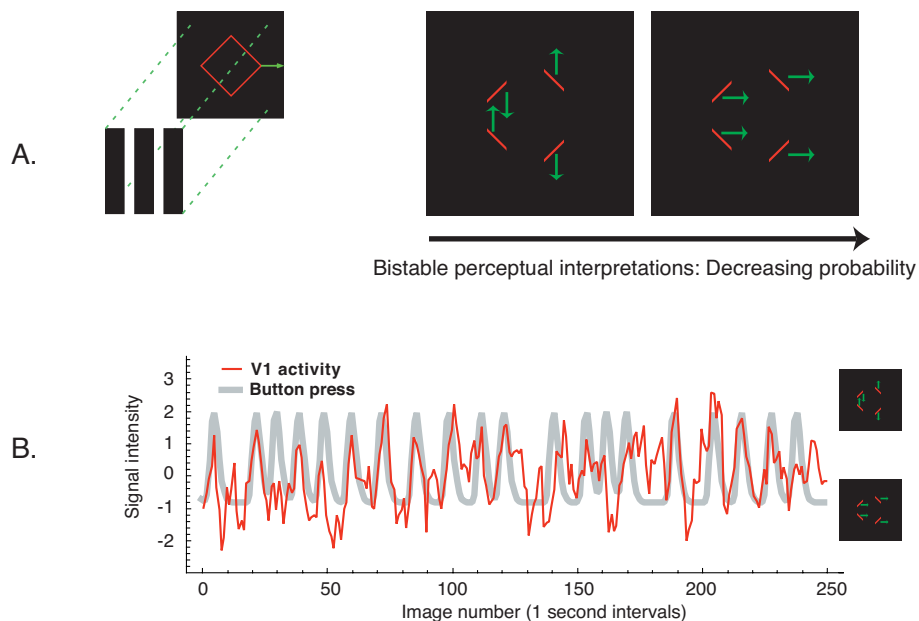 A.
Bistable perceptual interpretations: Decreasing probability
B.
V1 activity
Button press
Signal intensity
3
2
1
0
-1
-2
0
50
100
150
200
250
Image number (1 second intervals)